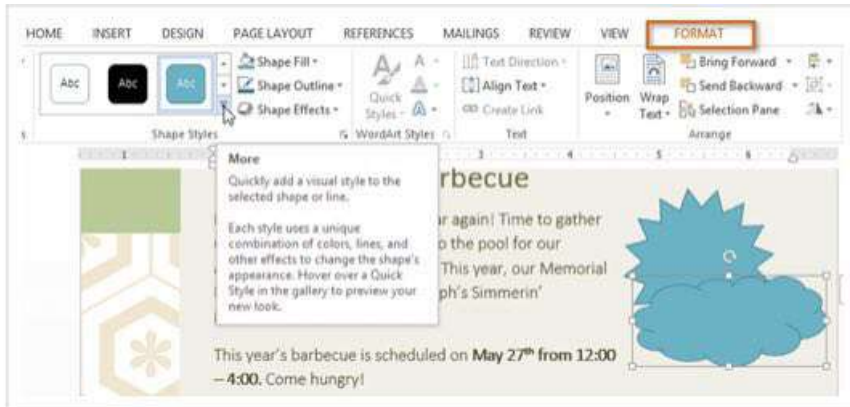 HOME INSERT DESIGN PAGE LAYOUT REFERENCES MAILINGS REVIEW VIEW FORMAT
Abc Abc Abc
Shape Fill
Shape Outline
Shape Effects
Shape Styles
Quick
Styles
WordArt Styles
Text Direction
Align Text
Create Link
Text
Position
Wrap
Text
Bring Forward
Send Backward
Selection Pane
Arrange
1 3 4 5 6
More
Quickly add a visual style to the
selected shape or line.
Each style uses a unique
combination of colors, lines, and
other effects to change the shape's
appearance. Hover over a Quick
Style in the gallery to preview your
new look.
rbecue
again! Time to gather
the pool for our
This year, our Memorial
ph's Simmerin'
This year's barbecue is scheduled on May 27th from 12:00
– 4:00. Come hungry!